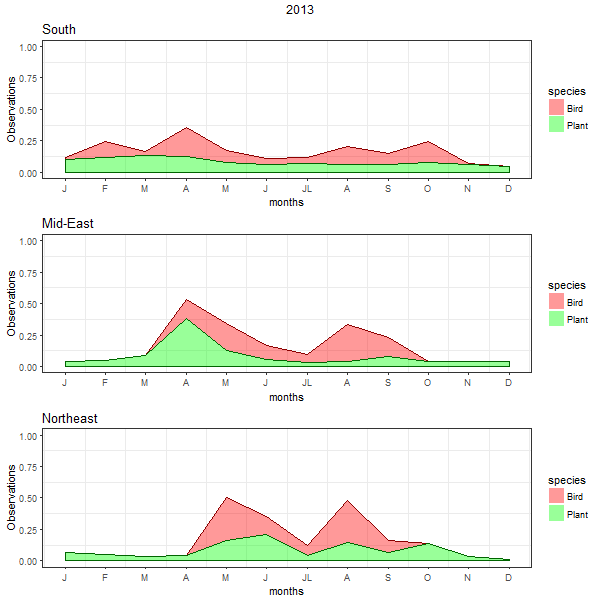 2013
South
Observations
1.00
0.75
0.50
0.25
0.00
J F M A M J JL A S O N D
months
species
Bird
Plant
Mid-East
Observations
1.00
0.75
0.50
0.25
0.00
J F M A M J JL A S O N D
months
species
Bird
Plant
Northeast
Observations
1.00
0.75
0.50
0.25
0.00
J F M A M J JL A S O N D
months
species
Bird
Plant